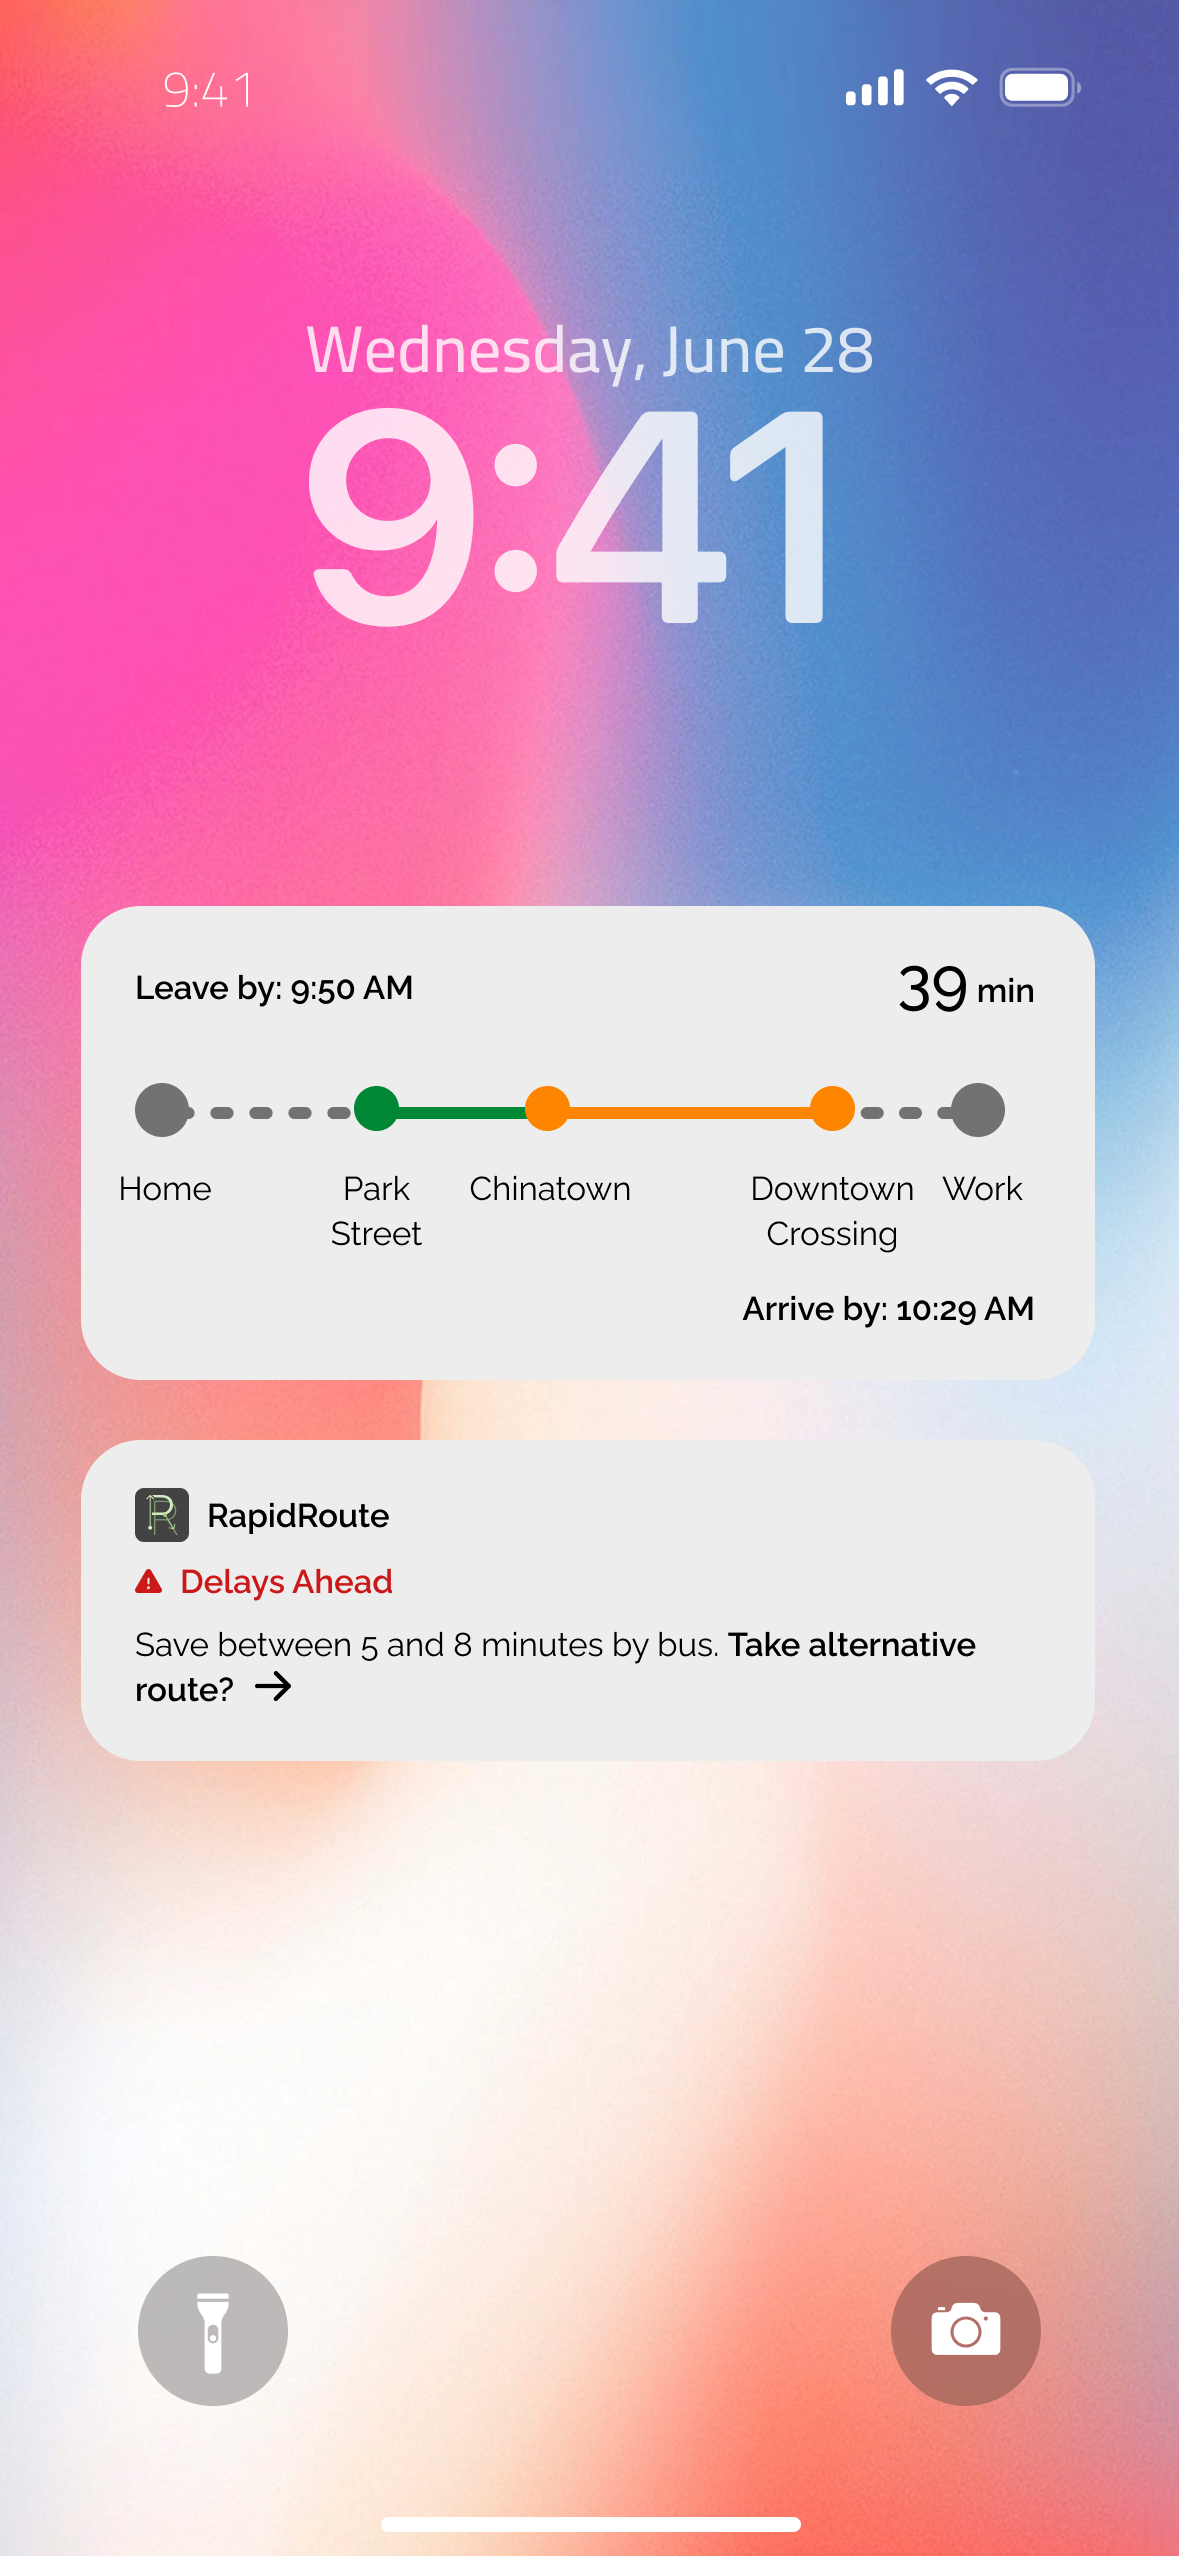 9:41
Wednesday, June 28
9:41
Leave by: 9:50 AM
39 min
Home
Park
Street
Chinatown
Downtown
Crossing
Work
Arrive by: 10:29 AM
RapidRoute
Delays Ahead
Save between 5 and 8 minutes by bus. Take alternative
route? →